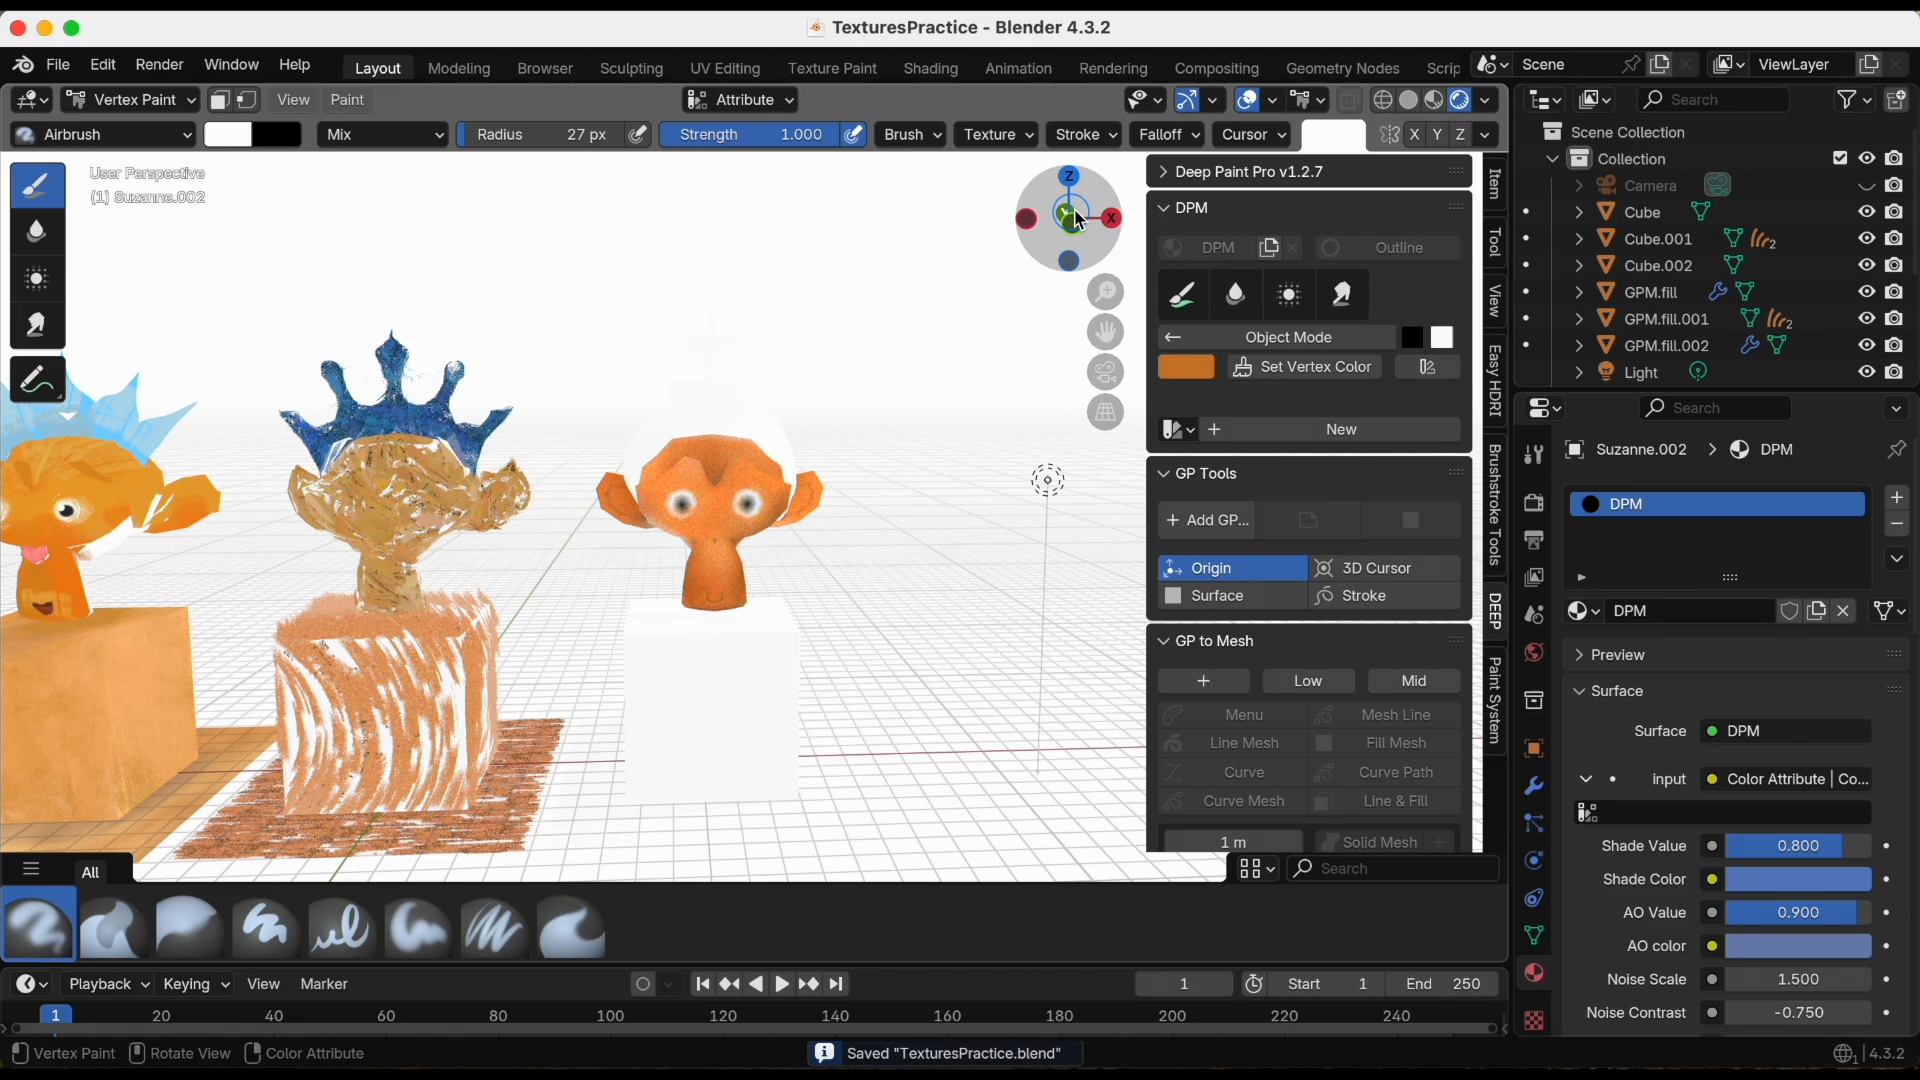 TexturesPractice - Blender 4.3.2
File Edit Render Window Help Layout Modeling Browser Sculpting UV Editing Texture Paint Shading Animation Rendering Compositing Geometry Nodes Scrip Scene ViewLayer
Vertex Paint View Paint Attribute Search
Airbrush Mix Radius 27 px Strength 1.000 Brush Texture Stroke Falloff Cursor X Y Z
Scene Collection
Collection
Camera
Cube
Cube.001 2
Cube.002
GPM.fill
GPM.fill.001 2
GPM.fill.002
Light
User Perspective
(1) Suzanne.002
Z
X
Deep Paint Pro v1.2.7
DPM
DPM Outline
Object Mode
Set Vertex Color
New
GP Tools
Add GP...
Origin 3D Cursor
Surface Stroke
GP to Mesh
Low Mid
Menu Mesh Line
Line Mesh Fill Mesh
Curve Curve Path
Curve Mesh Line & Fill
1 m Solid Mesh
Item
Tool
View
Easy HDRI
Brushstroke Tools
DEEP
Paint System
Search
Suzanne.002 DPM
DPM
DPM
Preview
Surface
Surface DPM
input Color Attribute | Co...
Shade Value 0.800
Shade Color
AO Value 0.900
AO color
Noise Scale 1.500
Noise Contrast -0.750
All
Search
Playback Keying View Marker 1 Start 1 End 250
1 20 40 60 80 100 120 140 160 180 200 220 240
Vertex Paint Rotate View Color Attribute Saved "TexturesPractice.blend" 1 4.3.2